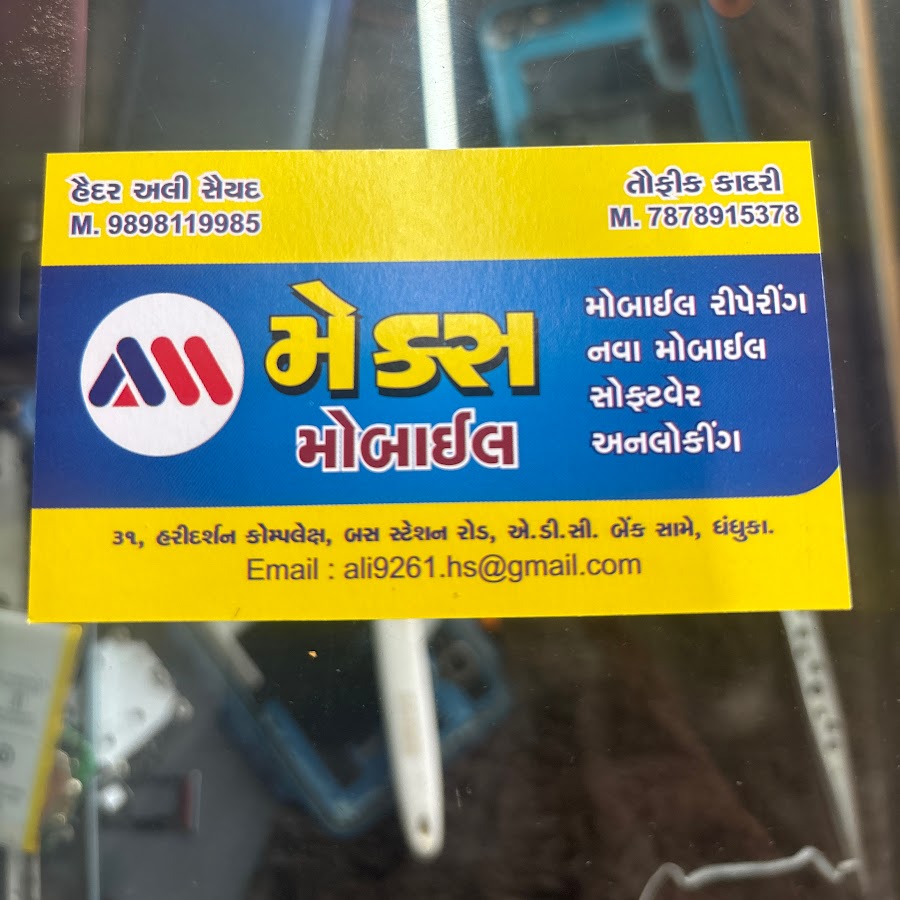 હૈદર અલી સૈયદ
M. 9898119985
તૌફીક કાદરી
M. 7878915378
AM
મેક્સ
મોબાઈલ
મોબાઈલ રીપેરીંગ
નવા મોબાઈલ
સોફ્ટવેર
અનલોકીંગ
૩૧, હરીદર્શન કોમ્પલેક્ષ, બસ સ્ટેશન રોડ, એ.ડી.સી. બેંક સામે, ધંધુકા.
Email : ali9261.hs@gmail.com